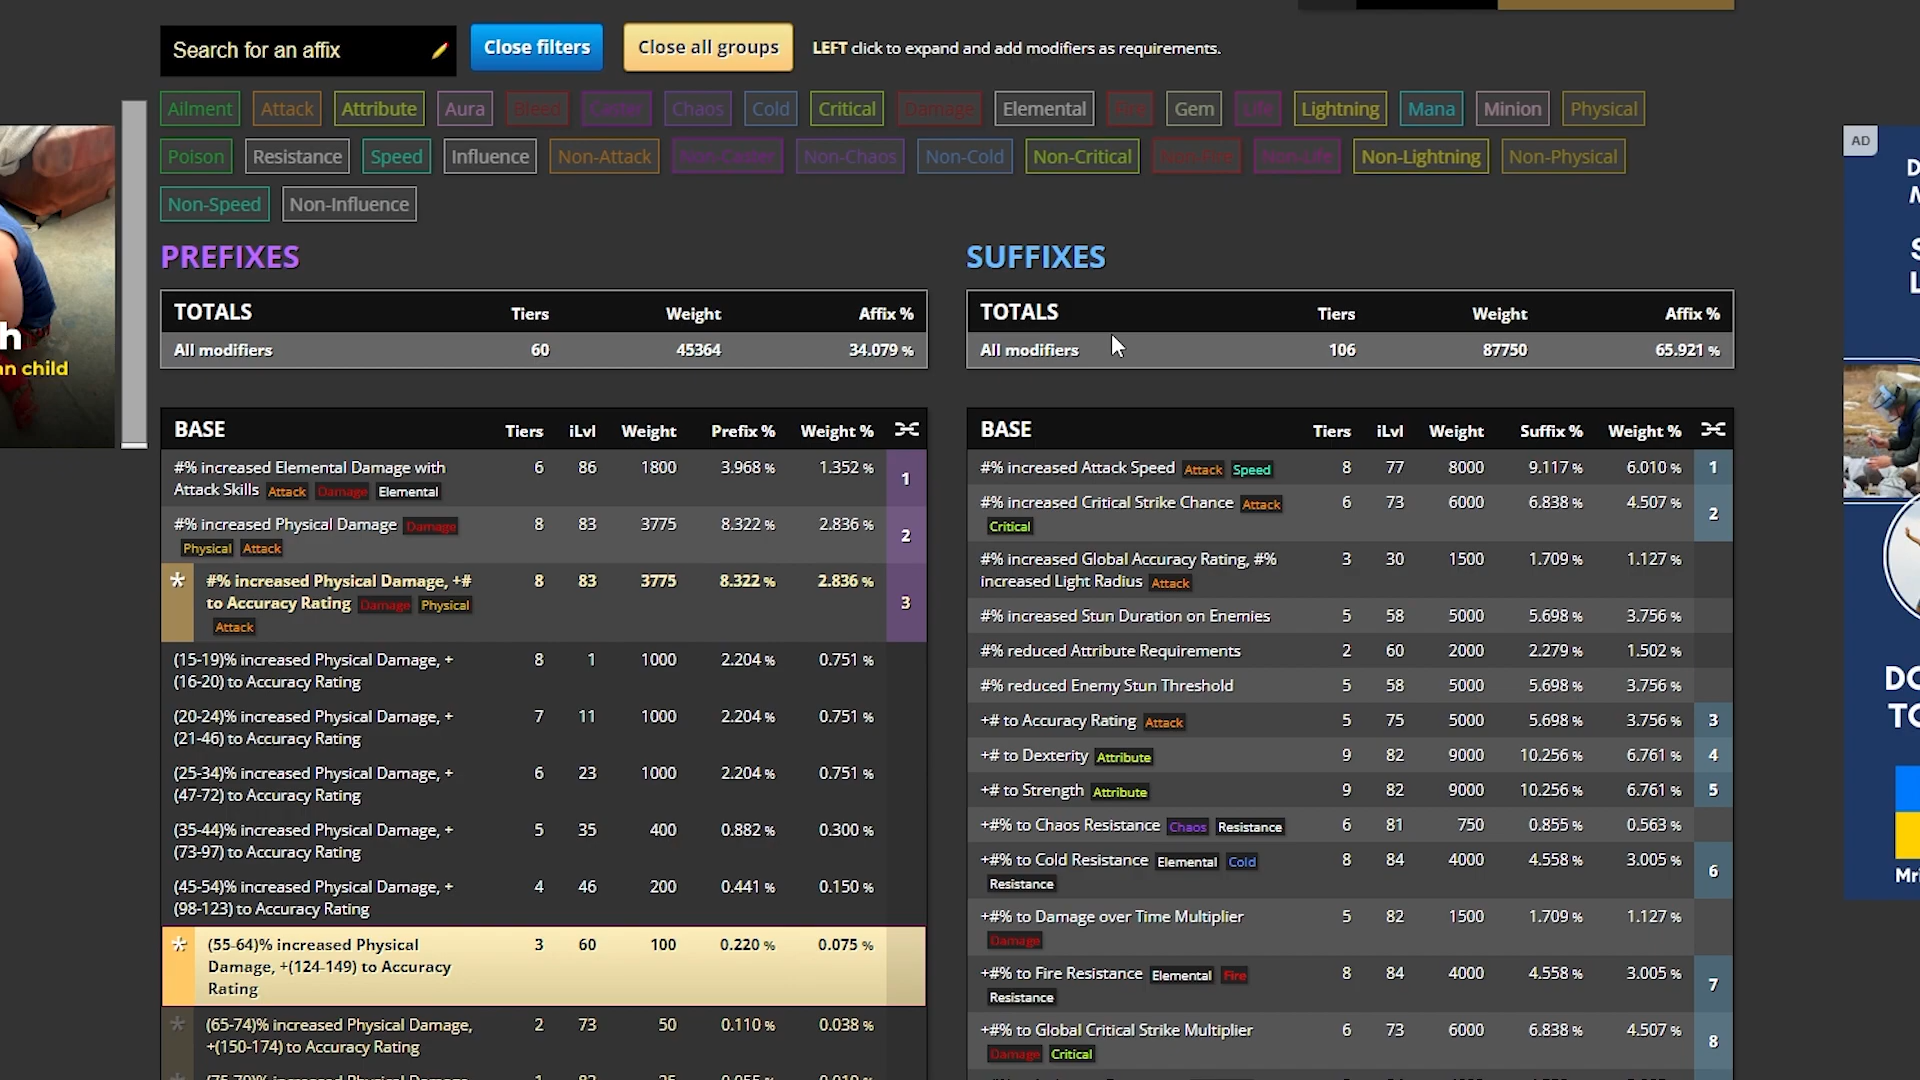 Search for an affix
Close filters
Close all groups
LEFT click to expand and add modifiers as requirements.
Ailment Attack Attribute Aura Bleed Caster Chaos Cold Critical Damage Elemental Fire Gem Life Lightning Mana Minion Physical
Poison Resistance Speed Influence Non-Attack Non-Caster Non-Chaos Non-Cold Non-Critical Non-Fire Non-Life Non-Lightning Non-Physical
Non-Speed Non-Influence
AD
h
an child
PREFIXES
TOTALS Tiers Weight Affix %
All modifiers 60 45364 34.079 %
BASE Tiers iLvl Weight Prefix % Weight %
#% increased Elemental Damage with 6 86 1800 3.968 % 1.352 % 1
Attack Skills Attack Damage Elemental
#% increased Physical Damage Damage 8 83 3775 8.322 % 2.836 % 2
Physical Attack
* #% increased Physical Damage, +# 8 83 3775 8.322 % 2.836 % 3
to Accuracy Rating Damage Physical
Attack
(15-19)% increased Physical Damage, + 8 1 1000 2.204 % 0.751 %
(16-20) to Accuracy Rating
(20-24)% increased Physical Damage, + 7 11 1000 2.204 % 0.751 %
(21-46) to Accuracy Rating
(25-34)% increased Physical Damage, + 6 23 1000 2.204 % 0.751 %
(47-72) to Accuracy Rating
(35-44)% increased Physical Damage, + 5 35 400 0.882 % 0.300 %
(73-97) to Accuracy Rating
(45-54)% increased Physical Damage, + 4 46 200 0.441 % 0.150 %
(98-123) to Accuracy Rating
* (55-64)% increased Physical 3 60 100 0.220 % 0.075 %
Damage, +(124-149) to Accuracy
Rating
* (65-74)% increased Physical Damage, 2 73 50 0.110 % 0.038 %
+(150-174) to Accuracy Rating
SUFFIXES
TOTALS Tiers Weight Affix %
All modifiers 106 87750 65.921 %
BASE Tiers iLvl Weight Suffix % Weight %
#% increased Attack Speed Attack Speed 8 77 8000 9.117 % 6.010 % 1
#% increased Critical Strike Chance Attack 6 73 6000 6.838 % 4.507 % 2
Critical
#% increased Global Accuracy Rating, #% 3 30 1500 1.709 % 1.127 %
increased Light Radius Attack
#% increased Stun Duration on Enemies 5 58 5000 5.698 % 3.756 %
#% reduced Attribute Requirements 2 60 2000 2.279 % 1.502 %
#% reduced Enemy Stun Threshold 5 58 5000 5.698 % 3.756 %
+# to Accuracy Rating Attack 5 75 5000 5.698 % 3.756 % 3
+# to Dexterity Attribute 9 82 9000 10.256 % 6.761 % 4
+# to Strength Attribute 9 82 9000 10.256 % 6.761 % 5
+#% to Chaos Resistance Chaos Resistance 6 81 750 0.855 % 0.563 %
+#% to Cold Resistance Elemental Cold 8 84 4000 4.558 % 3.005 % 6
Resistance
+#% to Damage over Time Multiplier 5 82 1500 1.709 % 1.127 %
Damage
+#% to Fire Resistance Elemental Fire 8 84 4000 4.558 % 3.005 % 7
Resistance
+#% to Global Critical Strike Multiplier 6 73 6000 6.838 % 4.507 % 8
Damage Critical